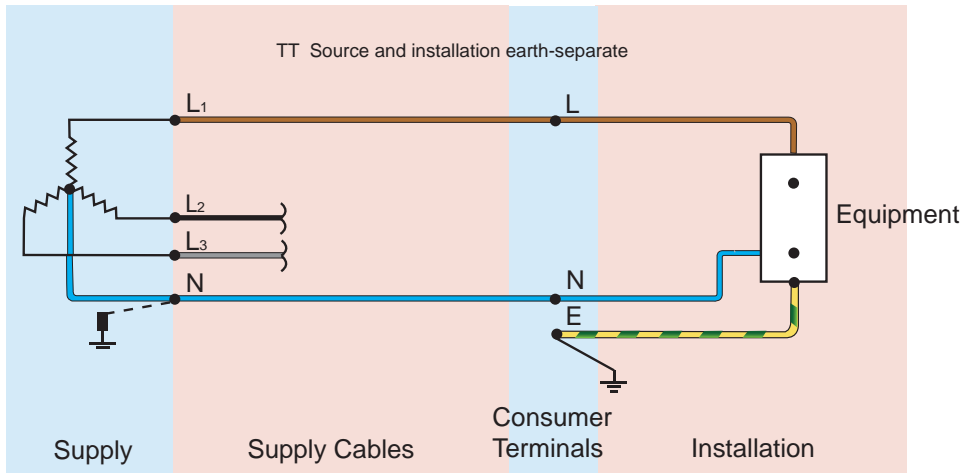 TT Source and installation earth-separate
L1
L
L2
Equipment
L3
N
N
E
Supply
Supply Cables
Consumer
Terminals
Installation